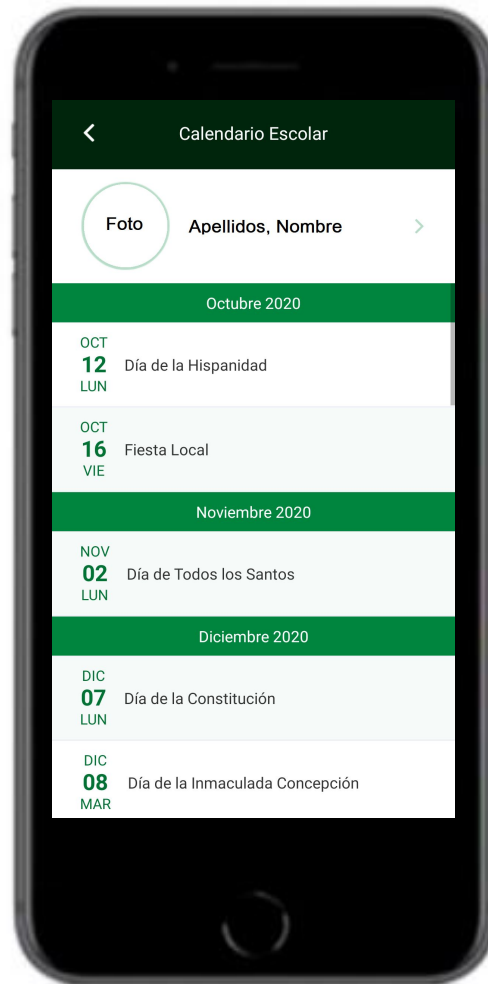 Calendario Escolar
Foto
Apellidos, Nombre
Octubre 2020
OCT
12
LUN
Día de la Hispanidad
OCT
16
VIE
Fiesta Local
Noviembre 2020
NOV
02
LUN
Día de Todos los Santos
Diciembre 2020
DIC
07
LUN
Día de la Constitución
DIC
08
MAR
Día de la Inmaculada Concepción